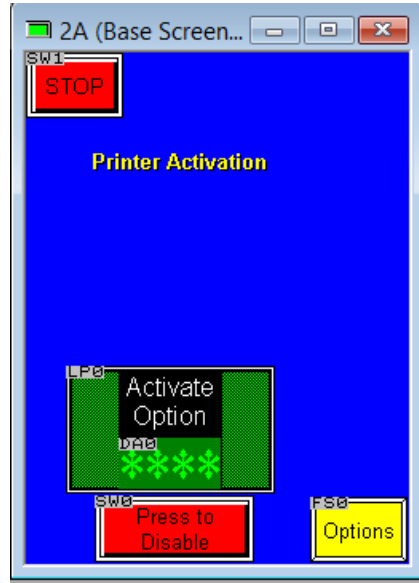 2A (Base Screen...
SW1
STOP
Printer Activation
LP0
Activate
Option
DA0
****
SW0
Press to
Disable
FS0
Options